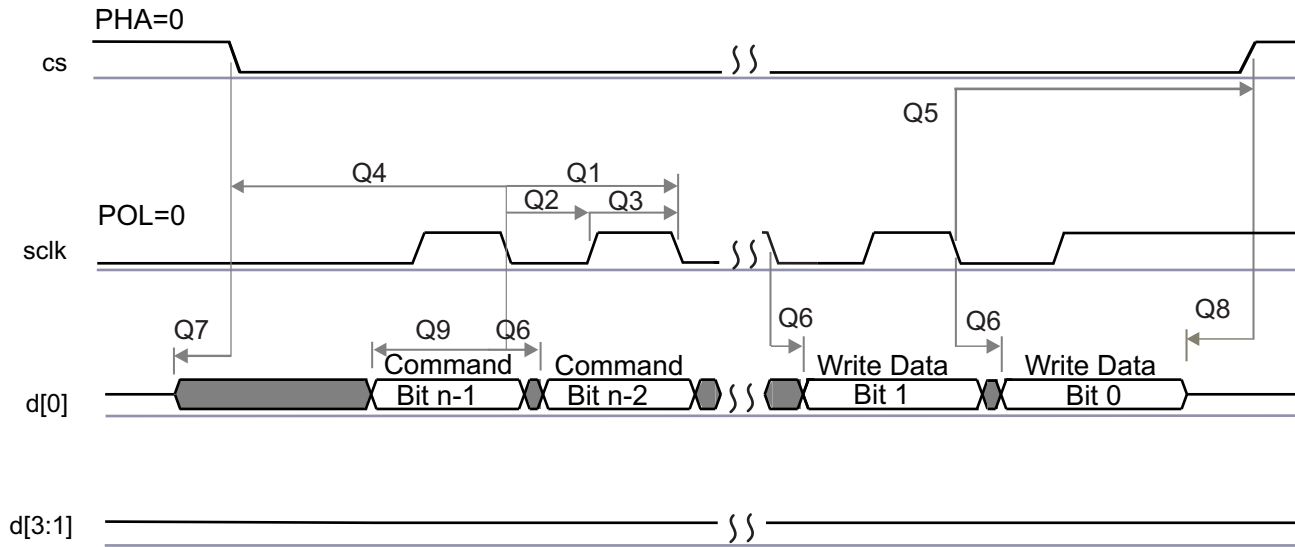 PHA=0
cs
Q5
Q4 Q1
Q2 Q3
POL=0
sclk
Q7 Q9 Q6 Q6 Q6 Q8
Command Command Write Data Write Data
d[0] Bit n-1 Bit n-2 Bit 1 Bit 0
d[3:1]